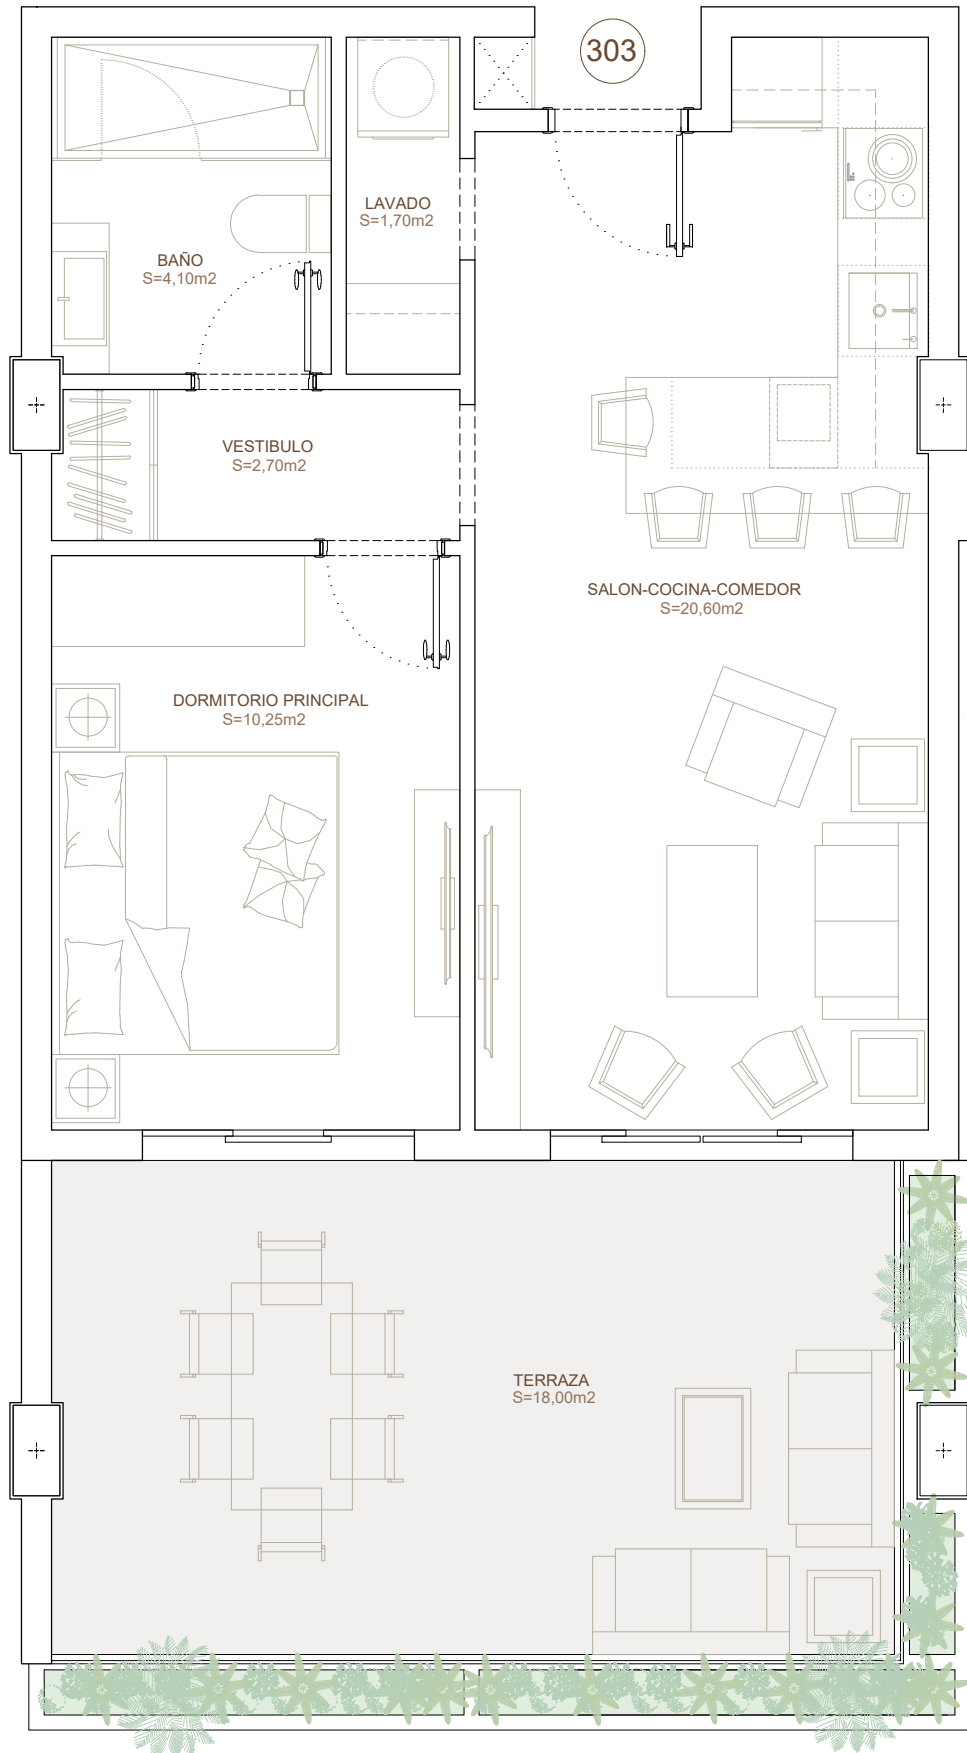 303
LAVADO
S=1,70m2
BAÑO
S=4,10m2
VESTIBULO
S=2,70m2
SALON-COCINA-COMEDOR
S=20,60m2
DORMITORIO PRINCIPAL
S=10,25m2
TERRAZA
S=18,00m2